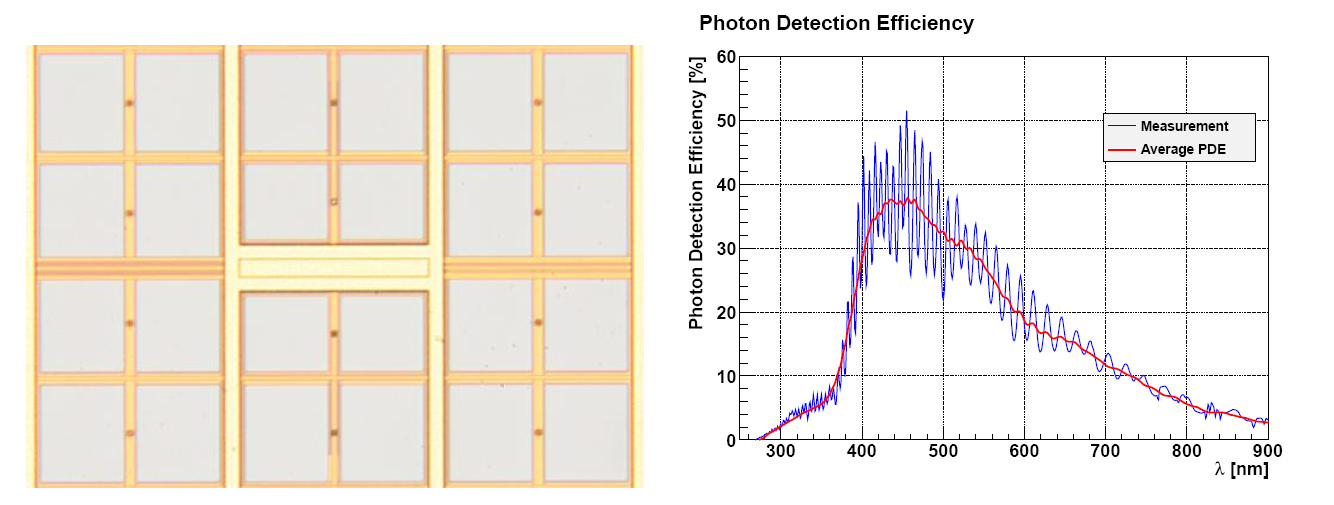 Photon Detection Efficiency
Photon Detection Efficiency [%]
60
50
40
30
20
10
0
Measurement
Average PDE
300 400 500 600 700 800 900
λ [nm]